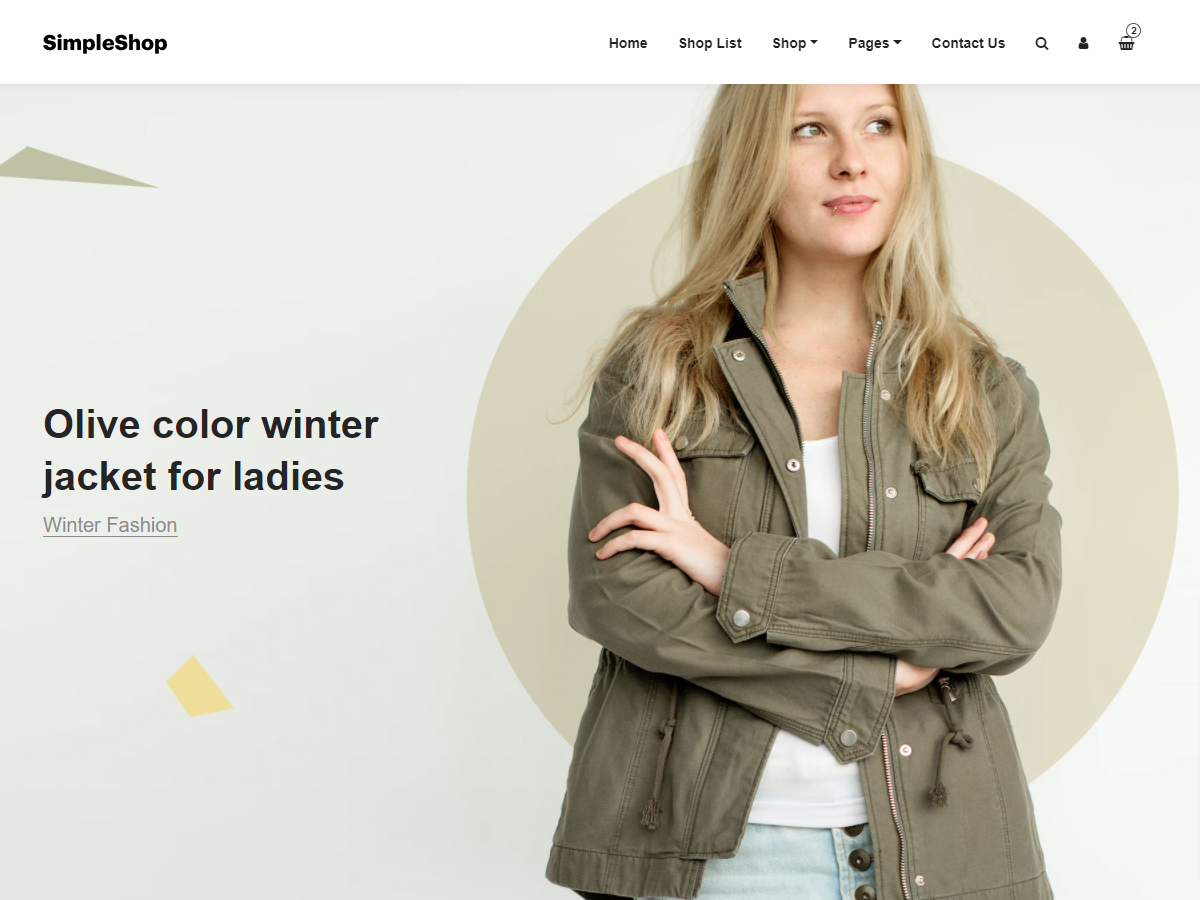 SimpleShop
Home Shop List Shop Pages Contact Us 2
Olive color winter
jacket for ladies
Winter Fashion